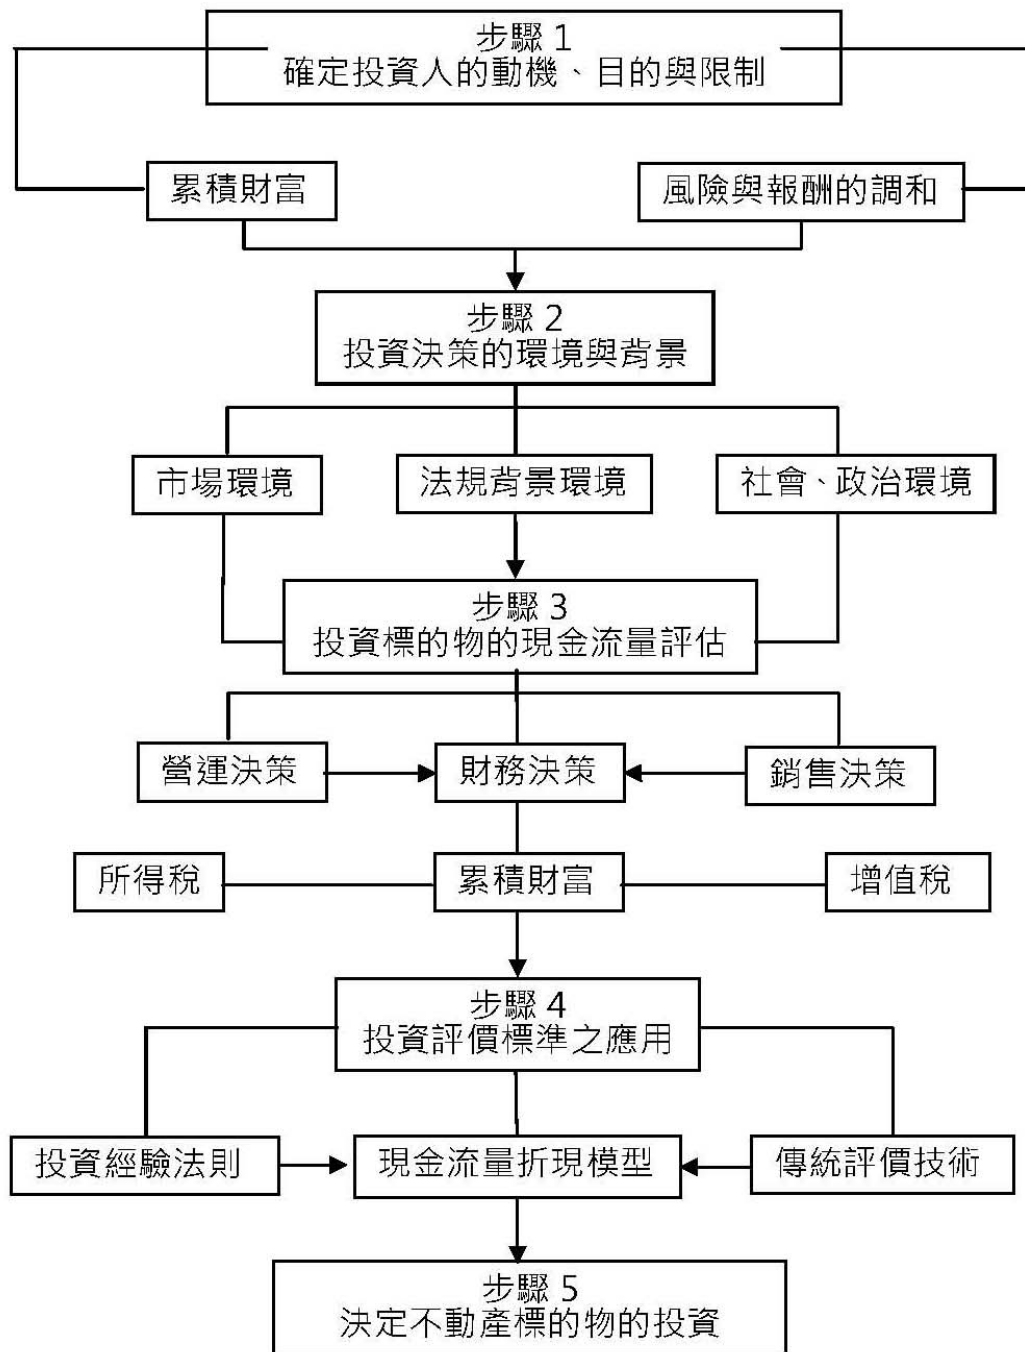 步驟 1
確定投資人的動機、目的與限制
累積財富
風險與報酬的調和
步驟 2
投資決策的環境與背景
市場環境
法規背景環境
社會、政治環境
步驟 3
投資標的物的現金流量評估
營運決策
財務決策
銷售決策
所得稅
累積財富
增值稅
步驟 4
投資評價標準之應用
投資經驗法則
現金流量折現模型
傳統評價技術
步驟 5
決定不動產標的物的投資